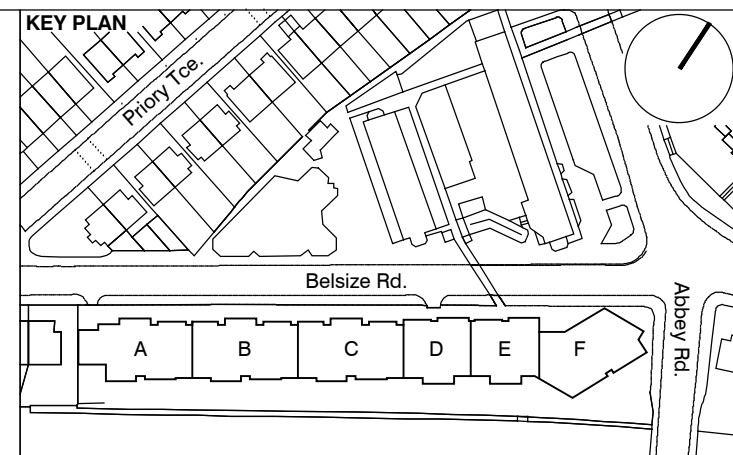 KEY PLAN
Priory Tce.
Belsize Rd.
Abbey Rd.
A B C D E F